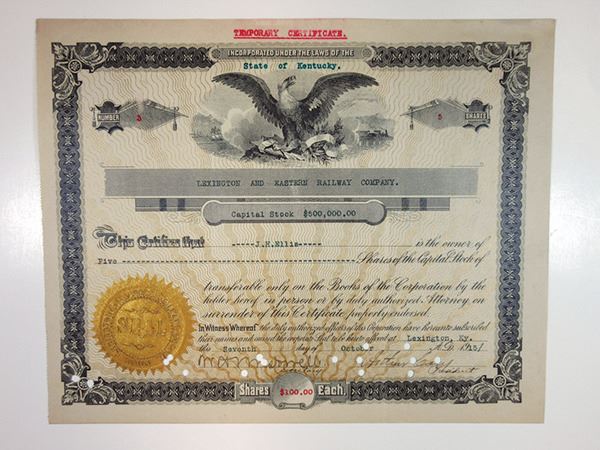 TEMPORARY CERTIFICATE.
INCORPORATED UNDER THE LAWS OF THE
State of Kentucky.
NUMBER
3
5
SHARES
LEXINGTON AND EASTERN RAILWAY COMPANY.
Capital Stock $500,000.00
This Certifies that -----J.H.Ellis----- is the owner of
Five Shares of the Capital Stock of
transferable only on the Books of the Corporation by the
holder hereof in person or by duly authorized Attorney on
surrender of this Certificate properly endorsed.
In Witness Whereof, the duly authorized officers of this Corporation have hereunto subscribed
their names and caused the corporate Seal to be hereto affixed at Lexington, Ky.
this Seventh day of October A.D. 191
SEAL
President
Shares $100.00 Each.